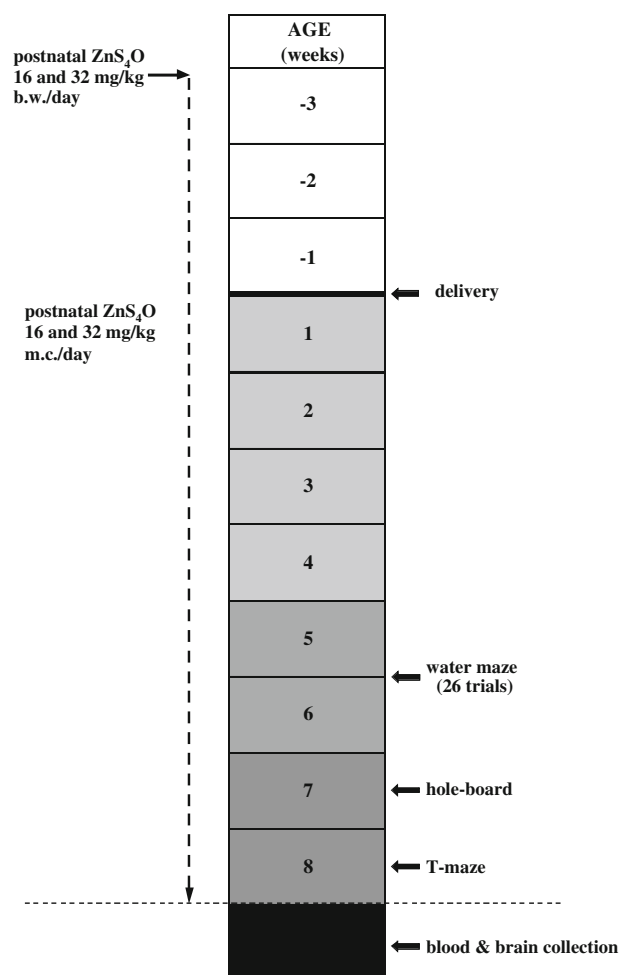 AGE
(weeks)
postnatal ZnS₄O
16 and 32 mg/kg
b.w./day
-3
-2
-1
delivery
postnatal ZnS₄O
16 and 32 mg/kg
m.c./day
1
2
3
4
5
water maze
(26 trials)
6
7
hole-board
8
T-maze
blood & brain collection